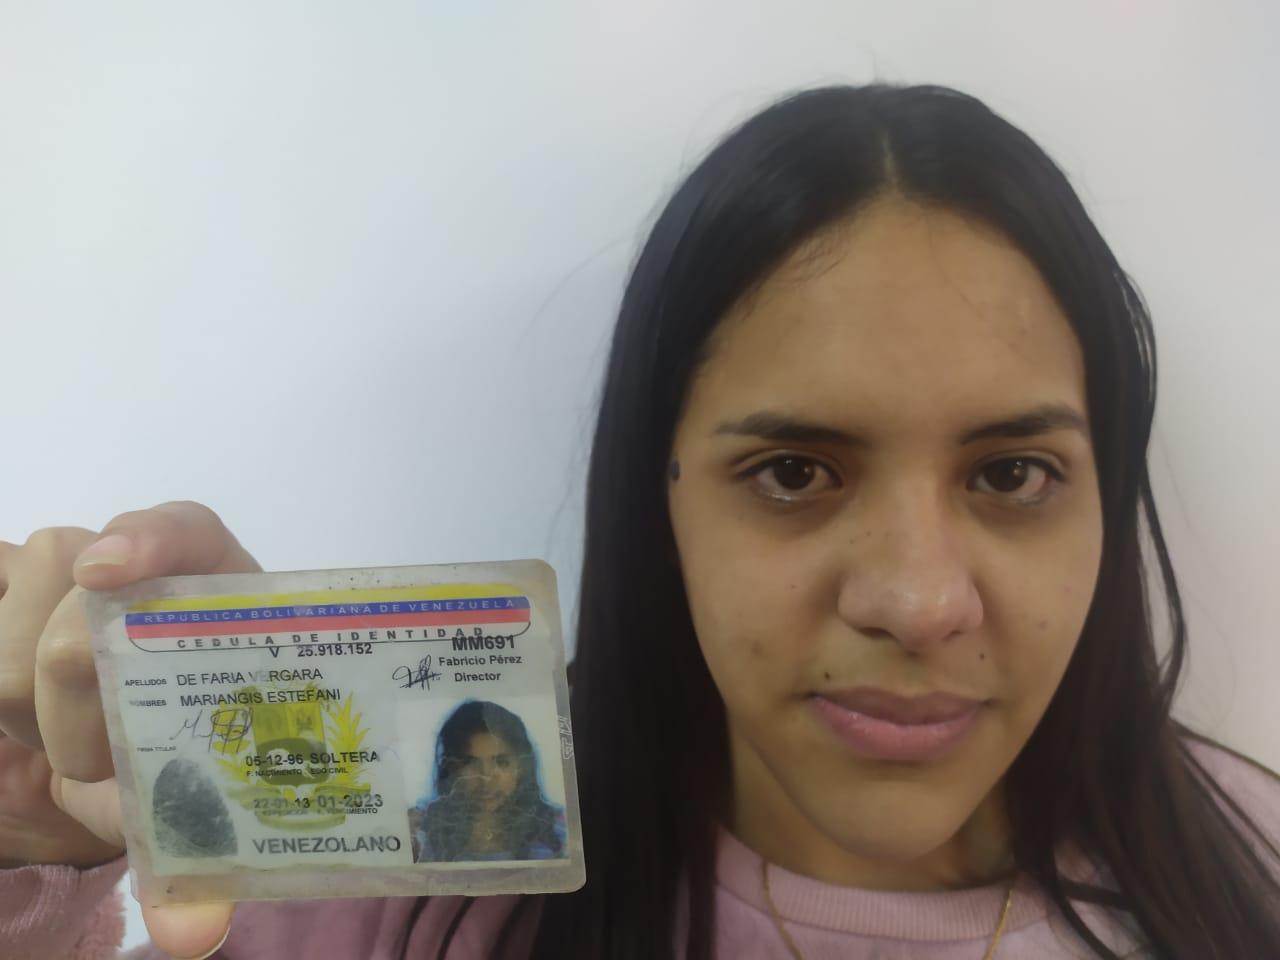 REPUBLICA BOLIVARIANA DE VENEZUELA
CEDULA DE IDENTIDAD
V 25.918.152
MM691
Fabricio Pérez
Director
APELLIDOS DE FARIA VERGARA
NOMBRES MARIANGIS ESTEFANI
FIRMA TITULAR
05-12-96 SOLTERA
F. NACIMIENTO EDO CIVIL
22-01-13 01-2023
F. EXPEDICION F. VENCIMIENTO
VENEZOLANO